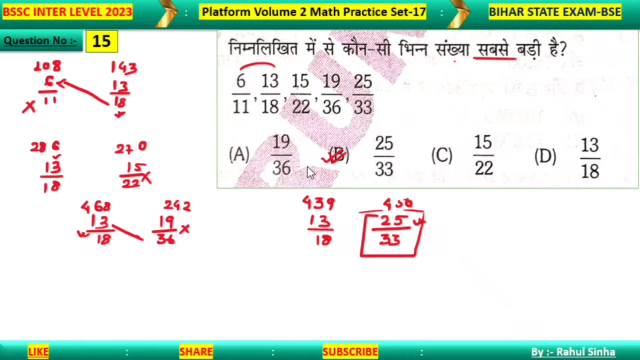 BSSC INTER LEVEL 2023
Platform Volume 2 Math Practice Set-17
BIHAR STATE EXAM-BSE
Question No :
15
निम्नलिखित में से कौन-सी भिन्न संख्या सबसे बड़ी है?
6/11, 13/18, 15/22, 19/36, 25/33
(A) 19/36 (B) 25/33 (C) 15/22 (D) 13/18
108 143
6/11 13/18
286 270
13/18 15/22
468 242
13/18 19/36
439 450
13/18 25/33
LIKE
SHARE
SUBSCRIBE
By :- Rahul Sinha